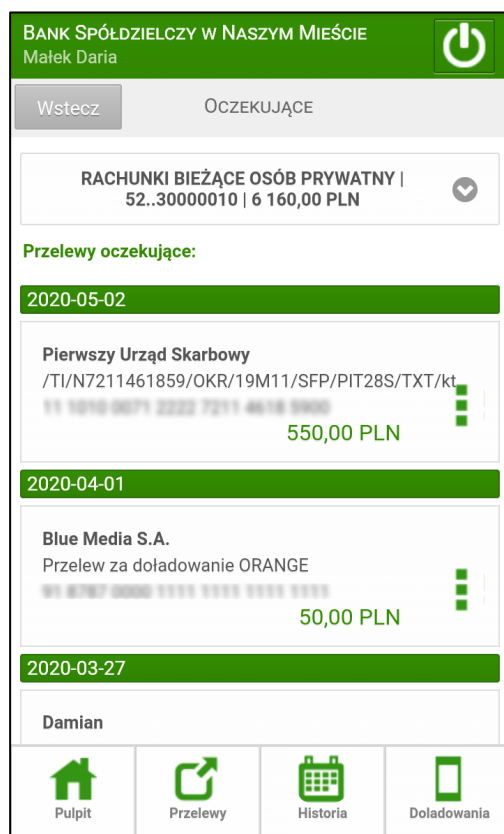 BANK SPÓŁDZIELCZY W NASZYM MIEŚCIE
Małek Daria
Wstecz
OCZEKUJĄCE
RACHUNKI BIEŻĄCE OSÓB PRYWATNY |
52..30000010 | 6 160,00 PLN
Przelewy oczekujące:
2020-05-02
Pierwszy Urząd Skarbowy
/TI/N7211461859/OKR/19M11/SFP/PIT28S/TXT/kt
550,00 PLN
2020-04-01
Blue Media S.A.
Przelew za doładowanie ORANGE
50,00 PLN
2020-03-27
Damian
Pulpit
Przelewy
Historia
Doladowania